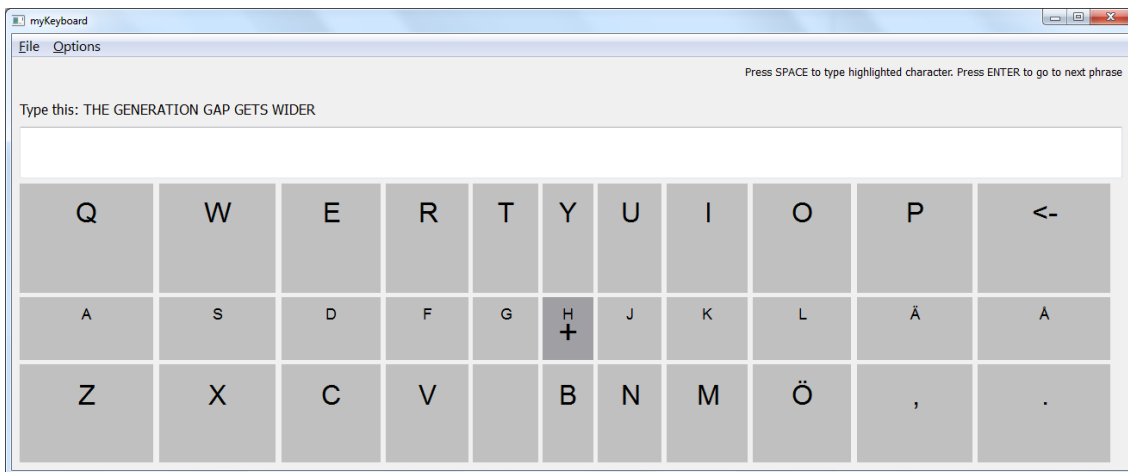 myKeyboard
File Options
Press SPACE to type highlighted character. Press ENTER to go to next phrase
Type this: THE GENERATION GAP GETS WIDER
Q W E R T Y U I O P <-
A S D F G H J K L Ä Å
+
Z X C V B N M Ö , .